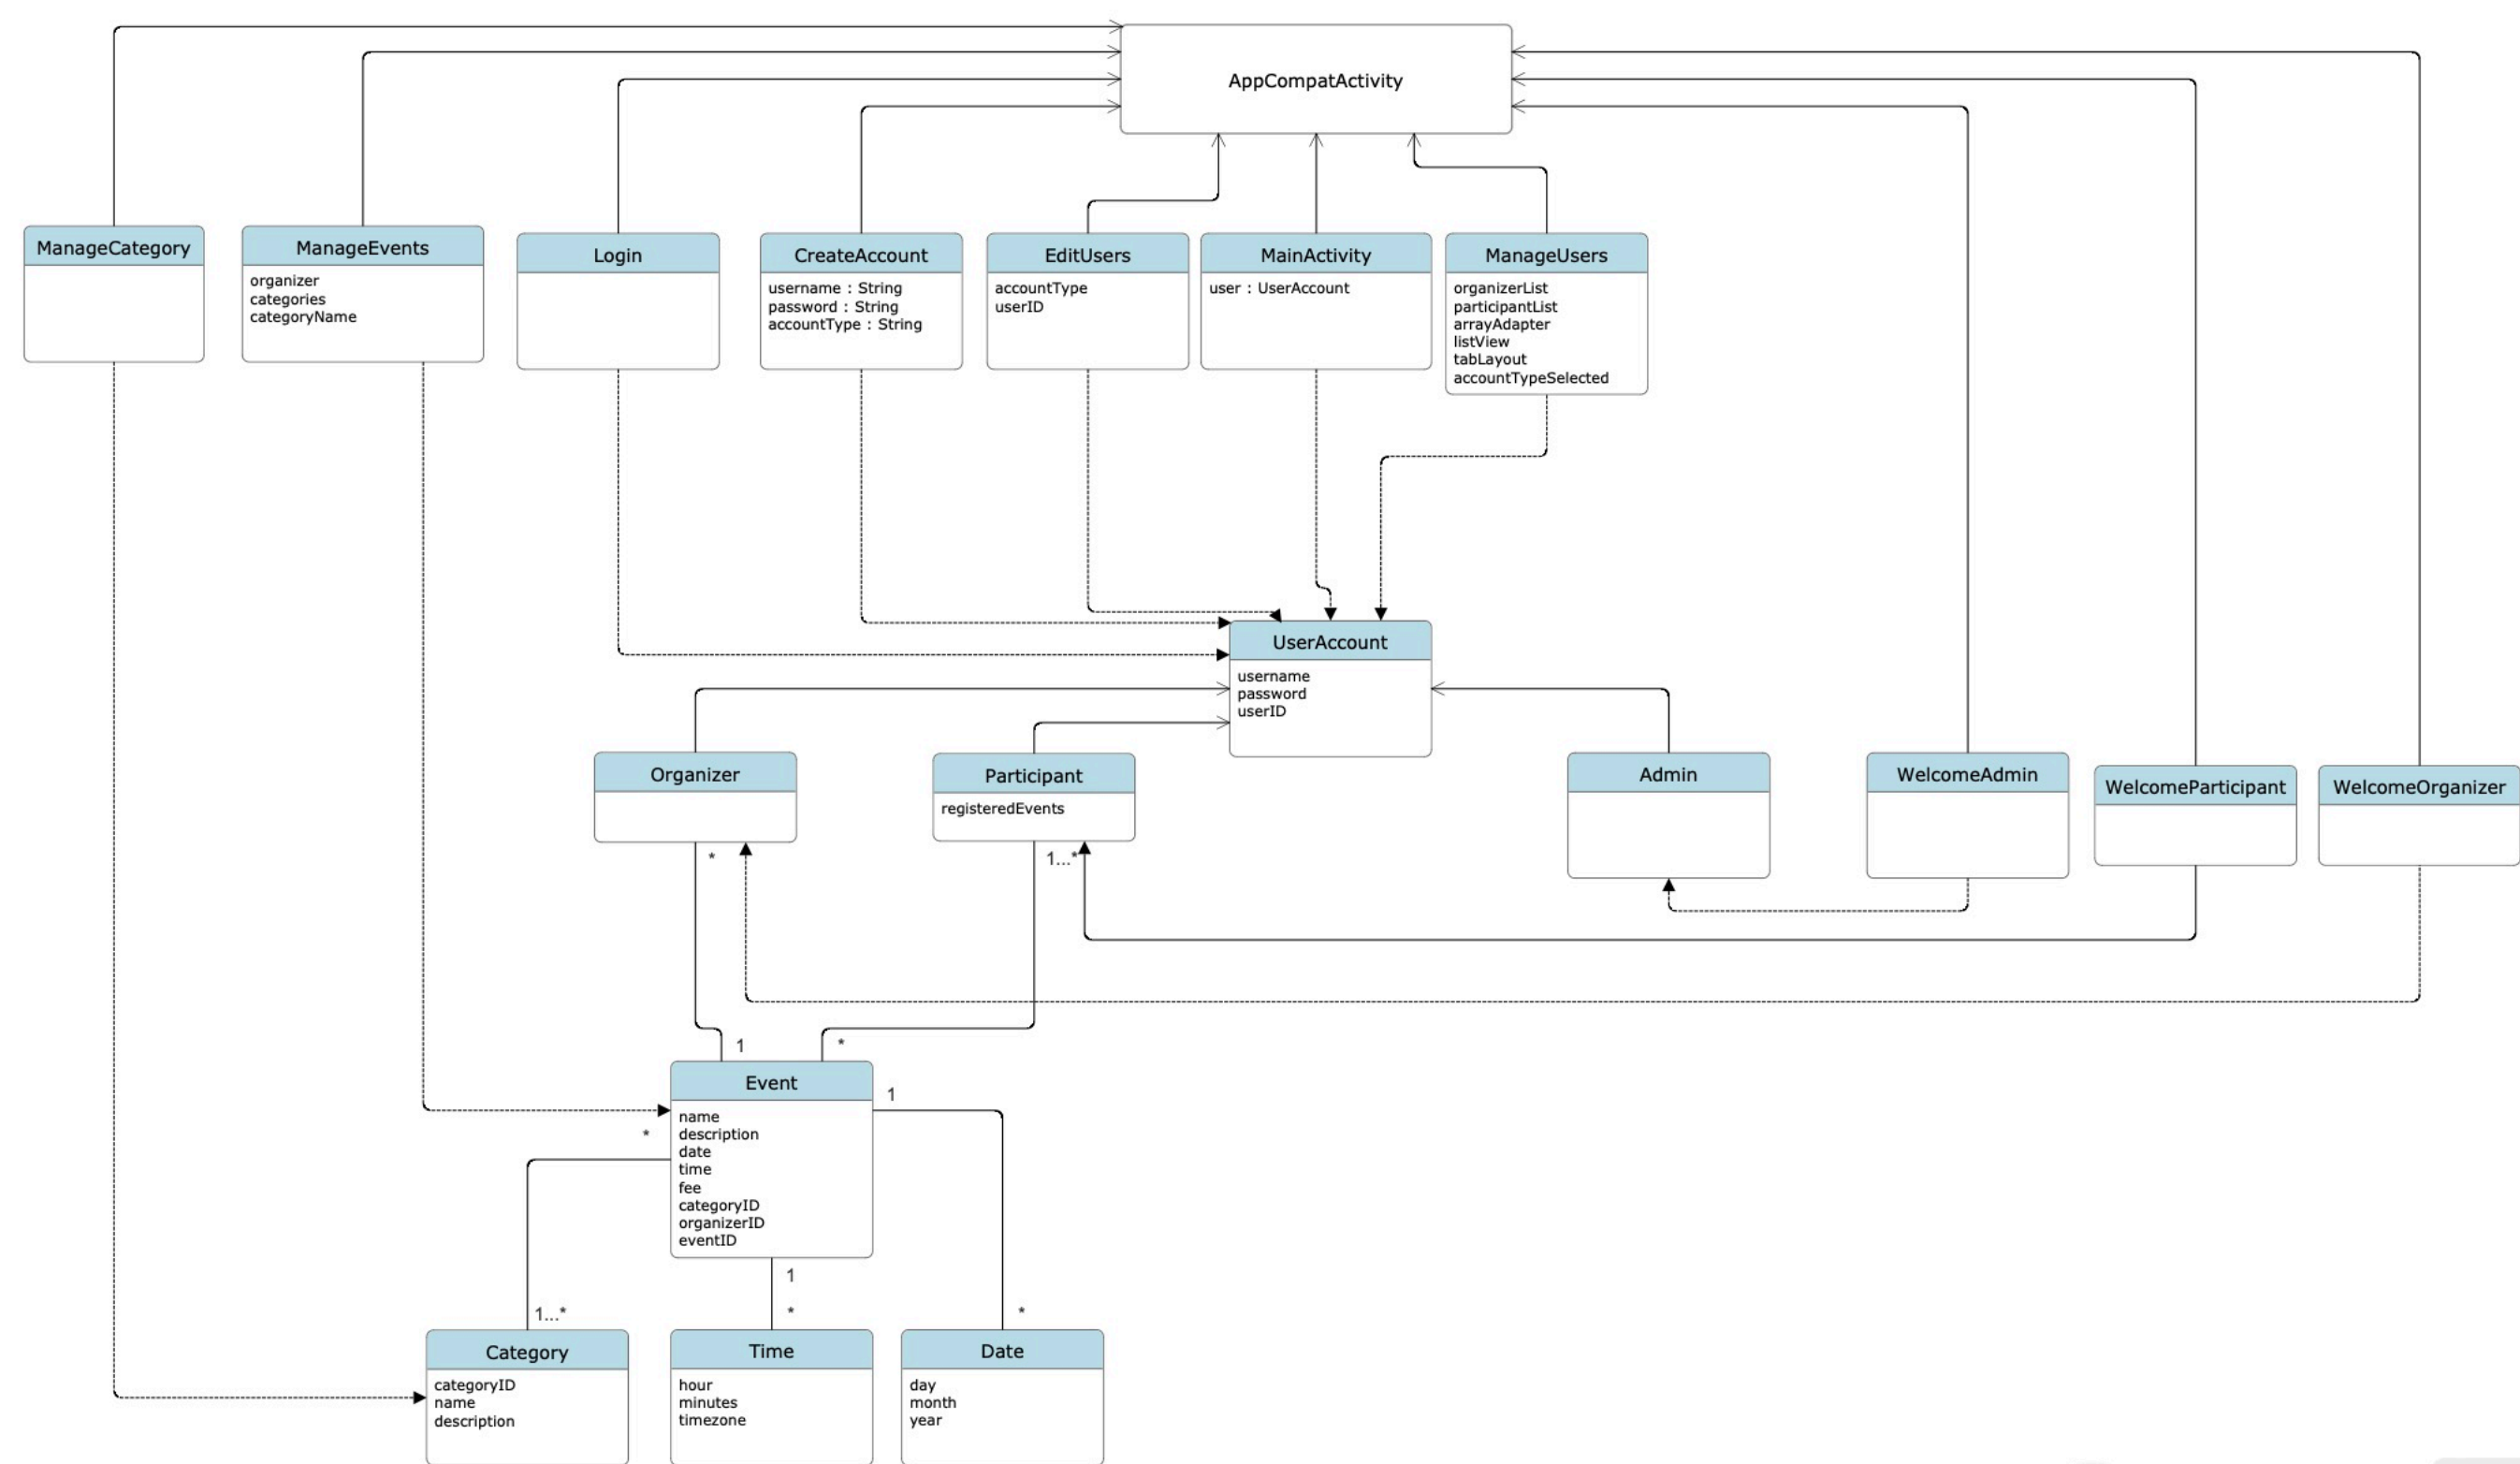 AppCompatActivity
ManageCategory
ManageEvents
organizer
categories
categoryName
Login
CreateAccount
username : String
password : String
accountType : String
EditUsers
accountType
userID
MainActivity
user : UserAccount
ManageUsers
organizerList
participantList
arrayAdapter
listView
tabLayout
accountTypeSelected
UserAccount
username
password
userID
Organizer
Participant
registeredEvents
Admin
WelcomeAdmin
WelcomeParticipant
WelcomeOrganizer
*
1...*
1
*
Event
name
description
date
time
fee
categoryID
organizerID
eventID
1
*
1
1...*
*
*
Category
categoryID
name
description
Time
hour
minutes
timezone
Date
day
month
year